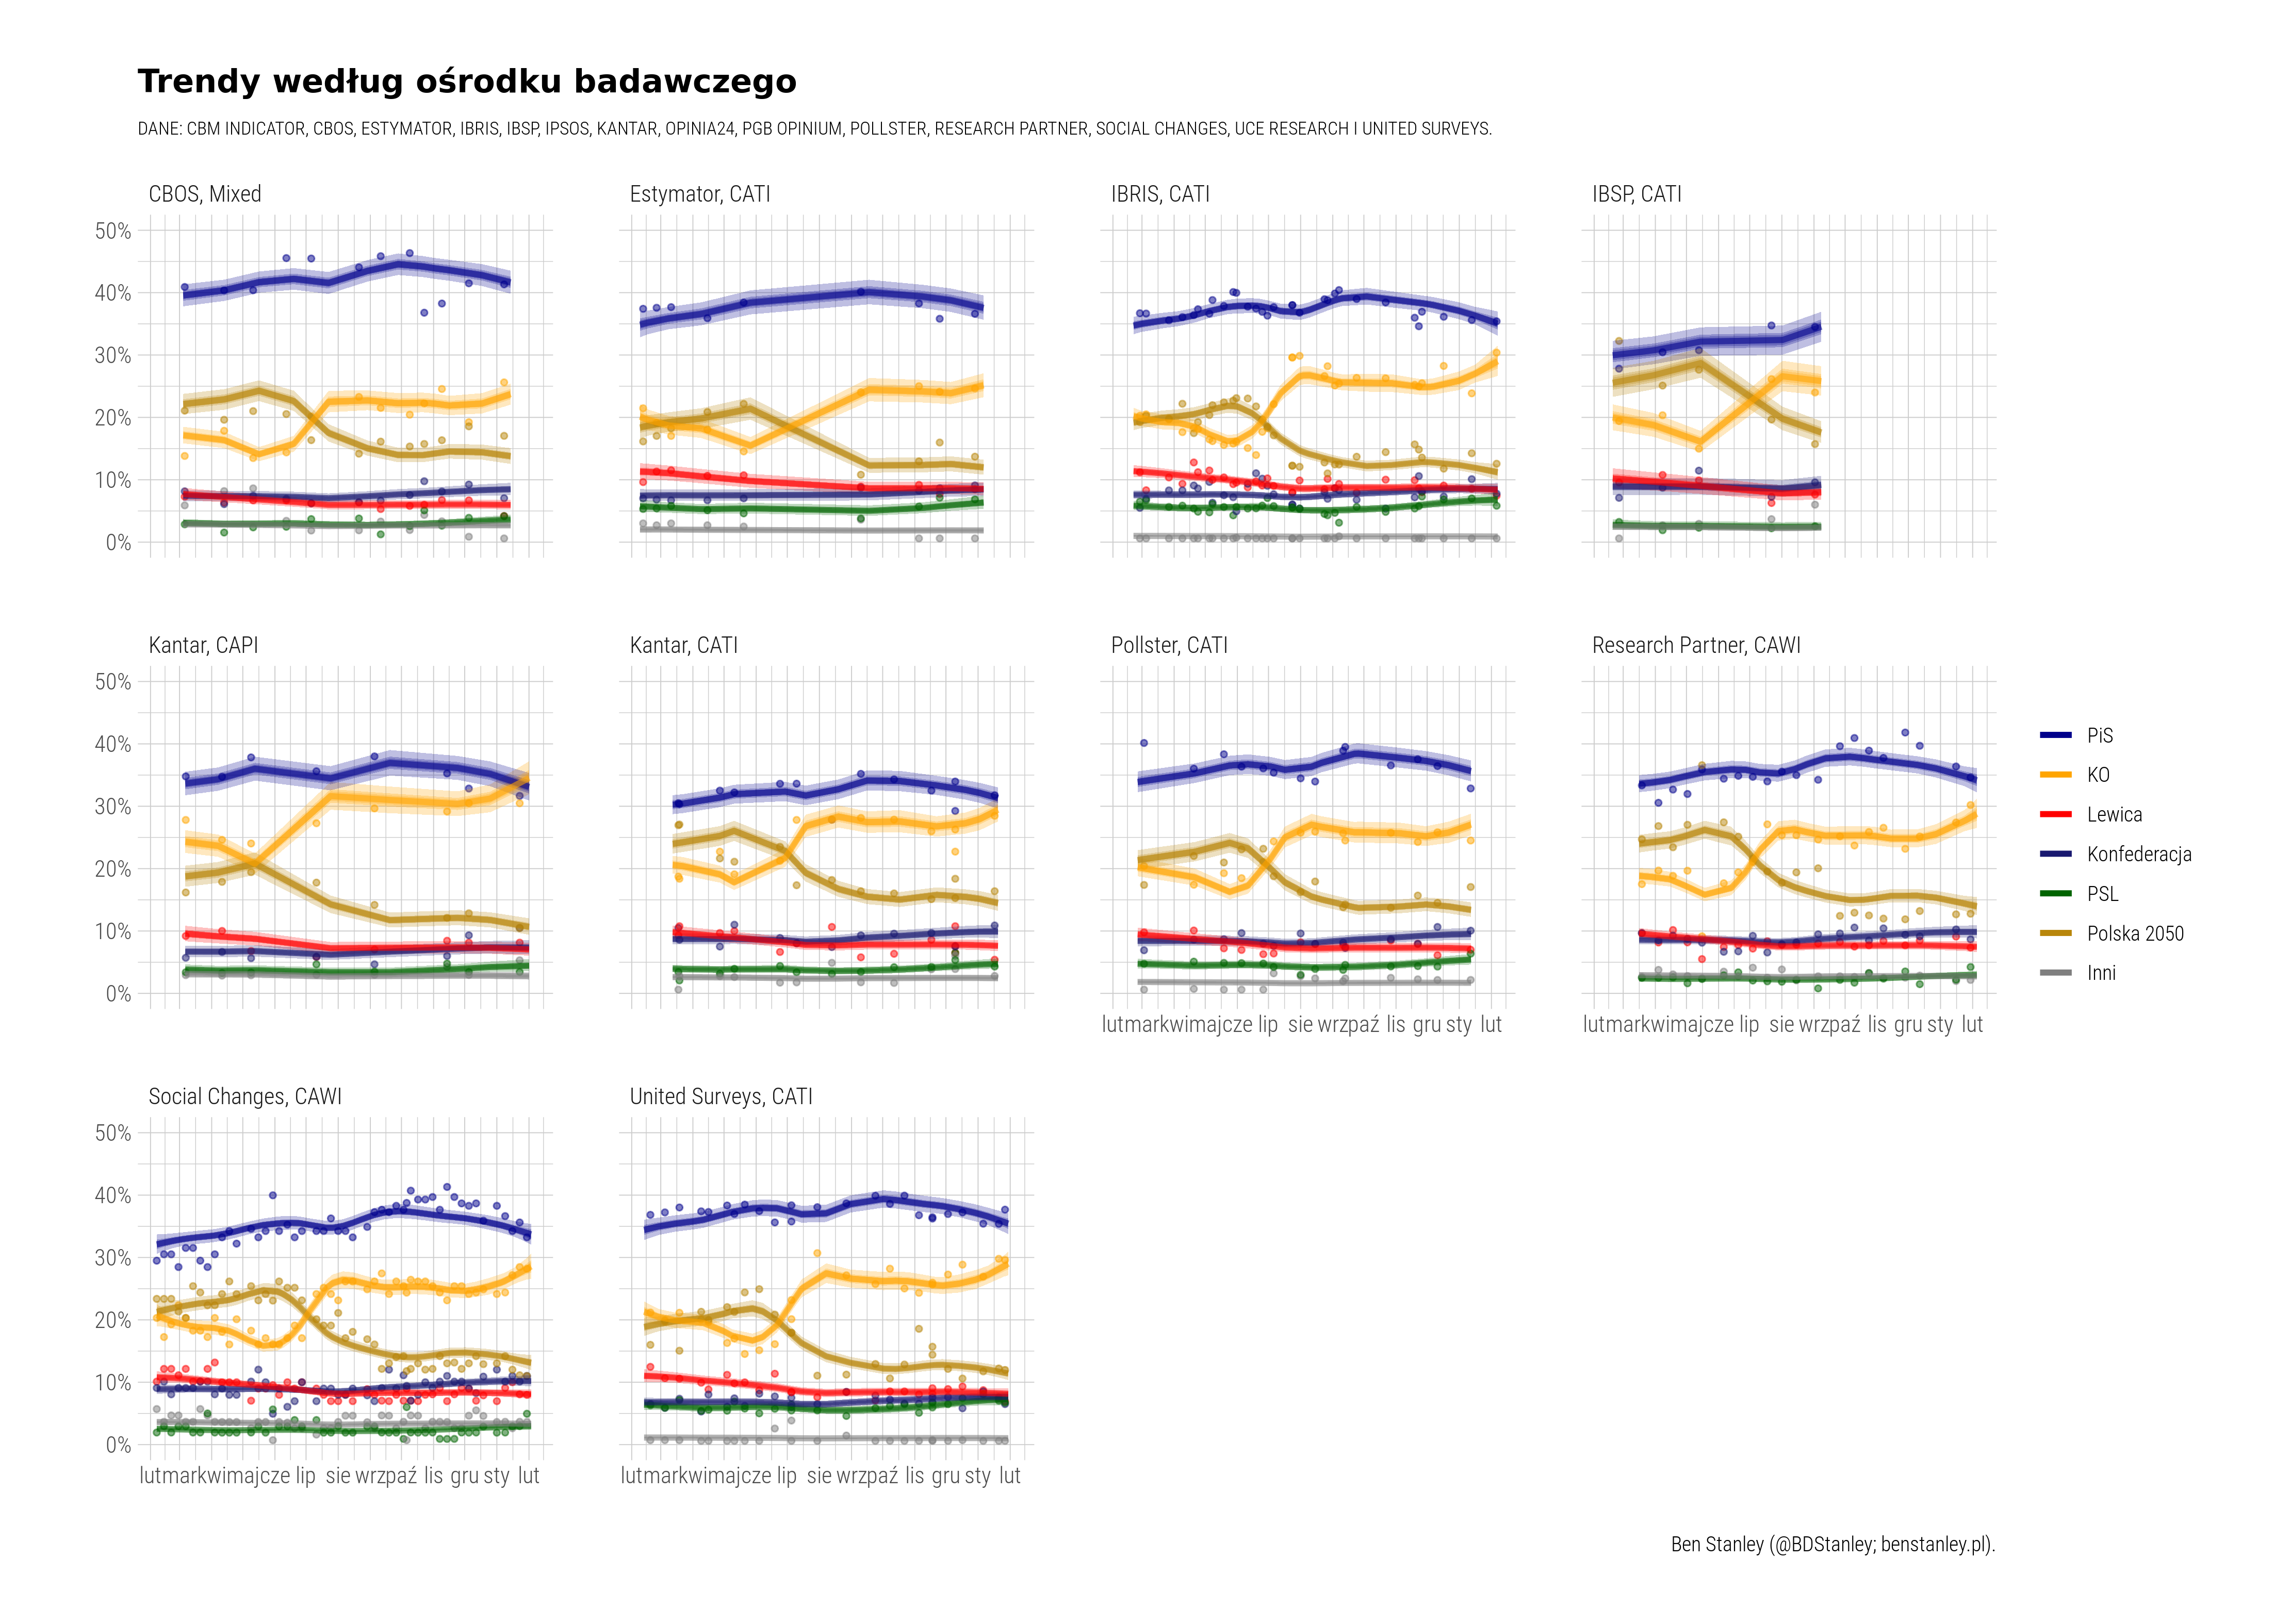 Trendy według ośrodku badawczego
DANE: CBM INDICATOR, CBOS, ESTYMATOR, IBRIS, IBSP, IPSOS, KANTAR, OPINIA24, PGB OPINIUM, POLLSTER, RESEARCH PARTNER, SOCIAL CHANGES, UCE RESEARCH I UNITED SURVEYS.
CBOS, Mixed
Estymator, CATI
IBRIS, CATI
IBSP, CATI
50%
40%
30%
20%
10%
0%
Kantar, CAPI
Kantar, CATI
Pollster, CATI
Research Partner, CAWI
50%
40%
30%
20%
10%
0%
lut mar kwi maj cze lip sie wrz paź lis gru sty lut
lut mar kwi maj cze lip sie wrz paź lis gru sty lut
PiS
KO
Lewica
Konfederacja
PSL
Polska 2050
Inni
Social Changes, CAWI
United Surveys, CATI
50%
40%
30%
20%
10%
0%
lut mar kwi maj cze lip sie wrz paź lis gru sty lut
lut mar kwi maj cze lip sie wrz paź lis gru sty lut
Ben Stanley (@BDStanley; benstanley.pl).